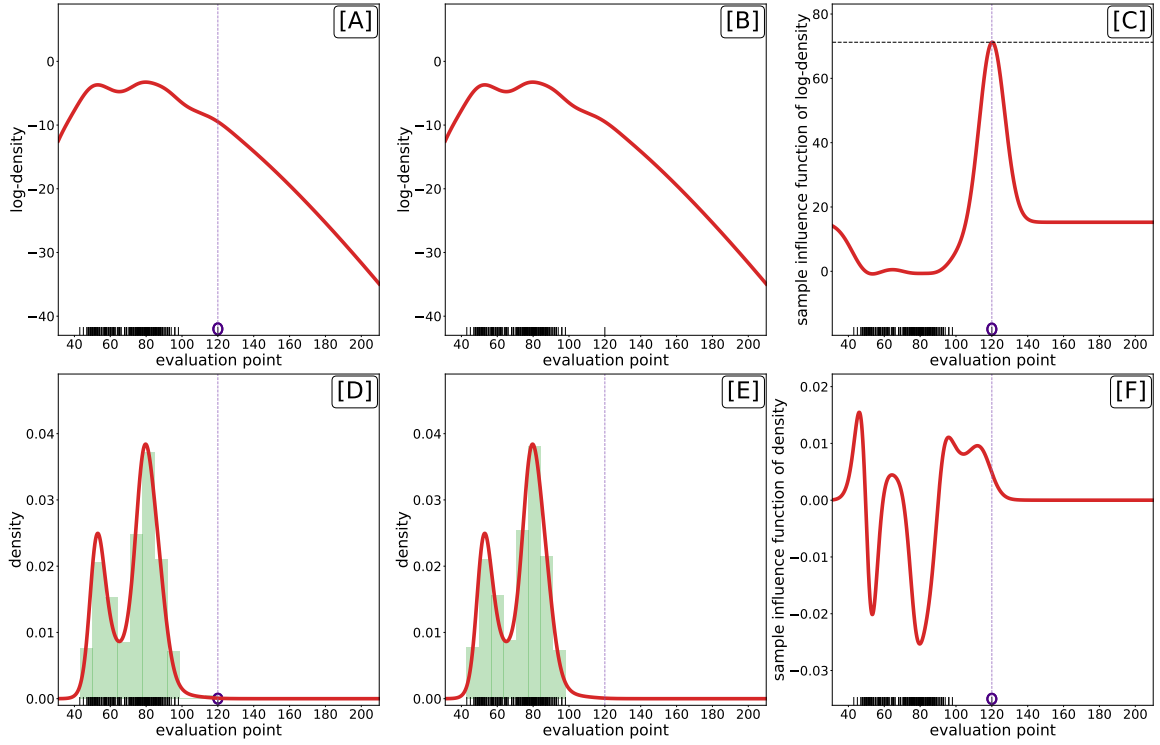 [A]
0
−10
−20
−30
−40
log-density
40 60 80 100 120 140 160 180 200
evaluation point
[B]
0
−10
−20
−30
−40
log-density
40 60 80 100 120 140 160 180 200
evaluation point
[C]
80
60
40
20
0
sample influence function of log-density
40 60 80 100 120 140 160 180 200
evaluation point
[D]
0.04
0.03
0.02
0.01
0.00
density
40 60 80 100 120 140 160 180 200
evaluation point
[E]
0.04
0.03
0.02
0.01
0.00
density
40 60 80 100 120 140 160 180 200
evaluation point
[F]
0.02
0.01
0.00
−0.01
−0.02
−0.03
sample influence function of density
40 60 80 100 120 140 160 180 200
evaluation point